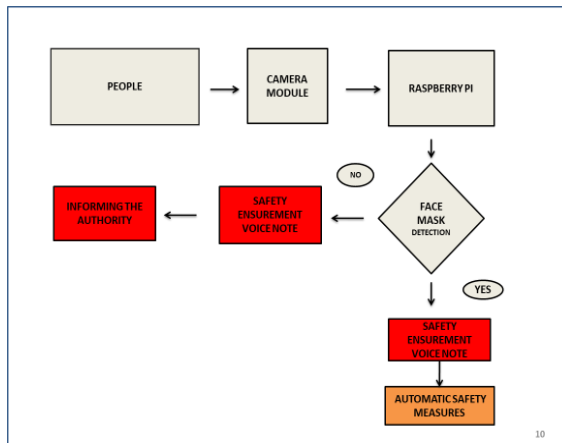 PEOPLE
CAMERA
MODULE
RASPBERRY PI
NO
INFORMING THE
AUTHORITY
SAFETY
ENSUREMENT
VOICE NOTE
FACE
MASK
DETECTION
YES
SAFETY
ENSUREMENT
VOICE NOTE
AUTOMATIC SAFETY
MEASURES
10